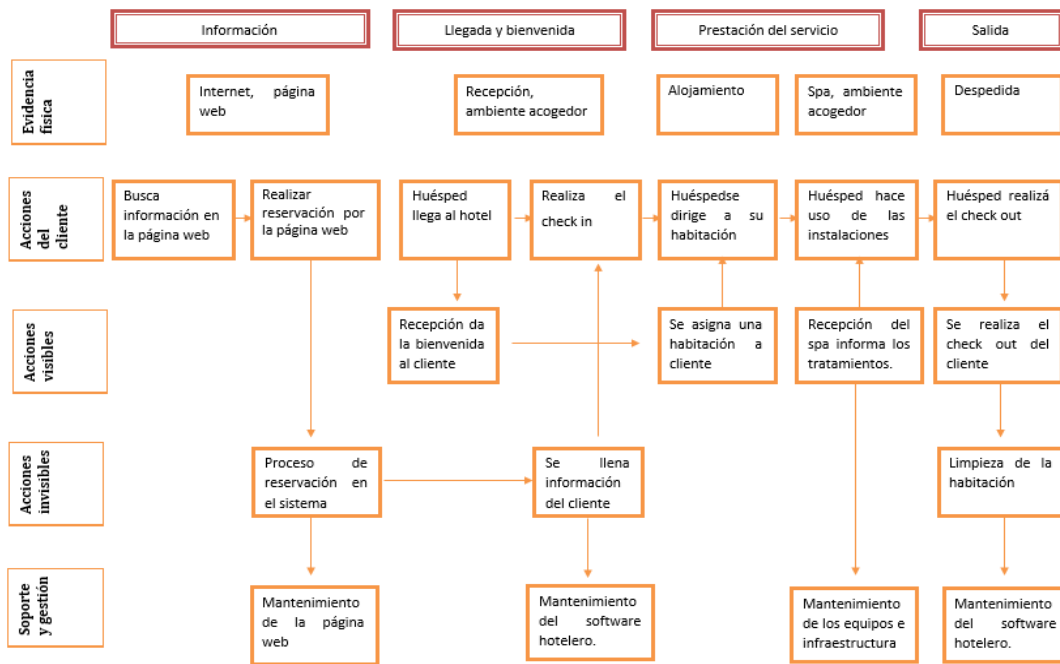 Información
Llegada y bienvenida
Prestación del servicio
Salida
Evidencia
física
Internet, página
web
Recepción,
ambiente acogedor
Alojamiento
Spa, ambiente
acogedor
Despedida
Acciones
del
cliente
Busca
información en
la página web
Realizar
reservación por
la página web
Huésped
llega al hotel
Realiza el
check in
Huéspedse
dirige a su
habitación
Huésped hace
uso de las
instalaciones
Huésped realizá
el check out
Acciones
visibles
Recepción da
la bienvenida
al cliente
Se asigna una
habitación a
cliente
Recepción del
spa informa los
tratamientos.
Se realiza el
check out del
cliente
Acciones
invisibles
Proceso de
reservación en
el sistema
Se llena
información
del cliente
Limpieza de la
habitación
Soporte
y gestión
Mantenimiento
de la página
web
Mantenimiento
del software
hotelero.
Mantenimiento
de los equipos e
infraestructura
Mantenimiento
del software
hotelero.